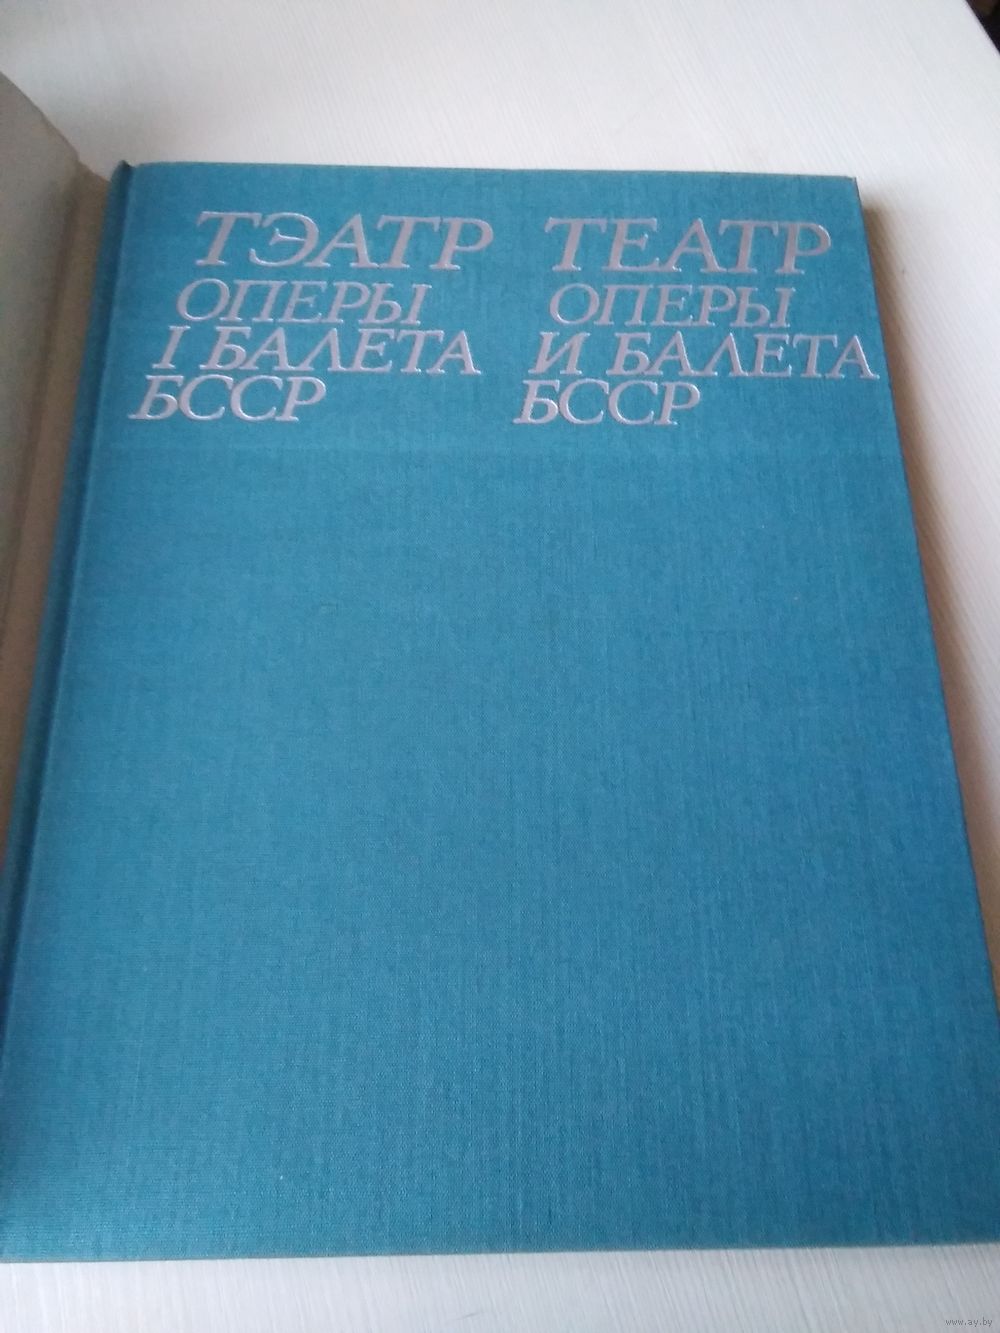 ТЭАТР
ОПЕРЫ
І БАЛЕТА
БССР
ТЕАТР
ОПЕРЫ
И БАЛЕТА
БССР
www.ay.by